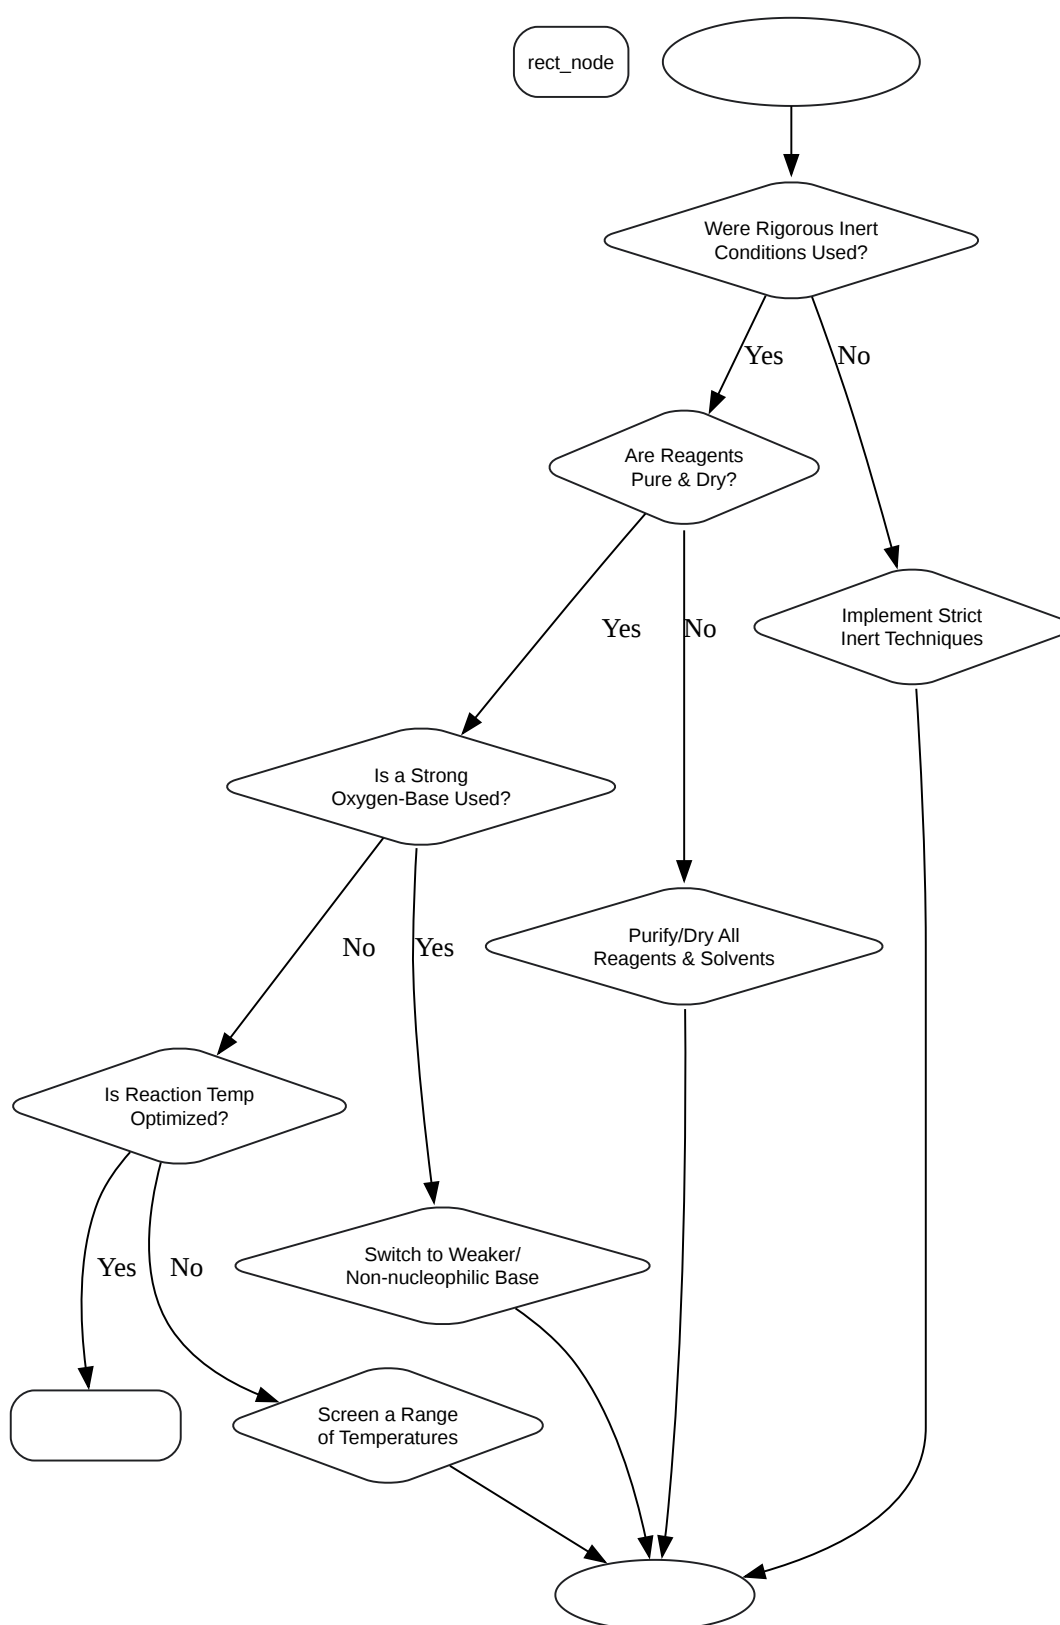 rect_node
Were Rigorous Inert
Conditions Used?
Yes
No
Are Reagents
Pure & Dry?
Implement Strict
Inert Techniques
Yes
No
Is a Strong
Oxygen-Base Used?
No
Yes
Purify/Dry All
Reagents & Solvents
Is Reaction Temp
Optimized?
Yes
No
Switch to Weaker/
Non-nucleophilic Base
Screen a Range
of Temperatures